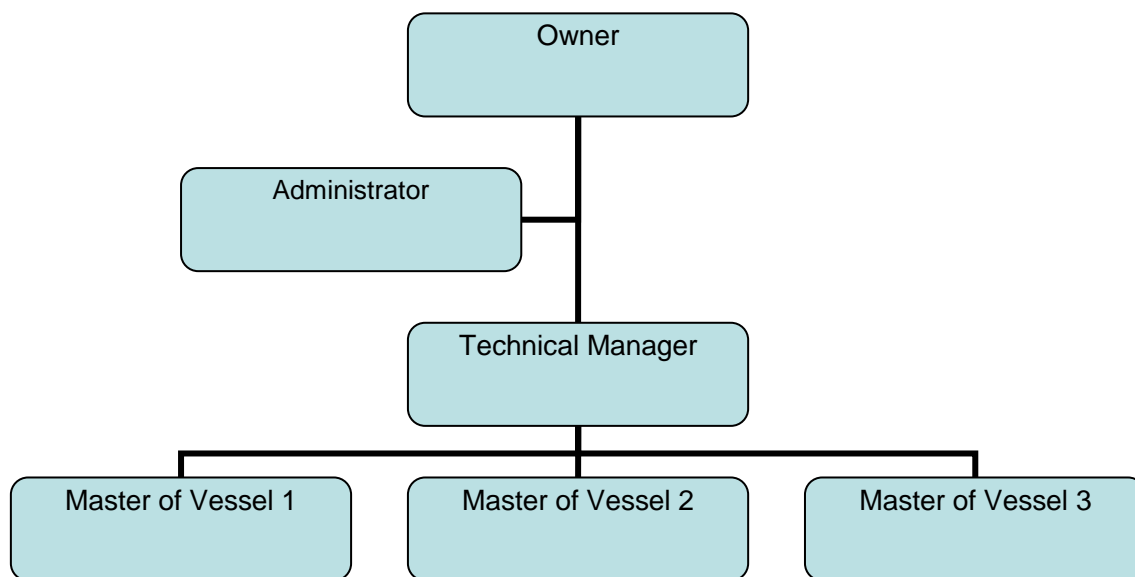 Owner
Administrator
Technical Manager
Master of Vessel 1
Master of Vessel 2
Master of Vessel 3